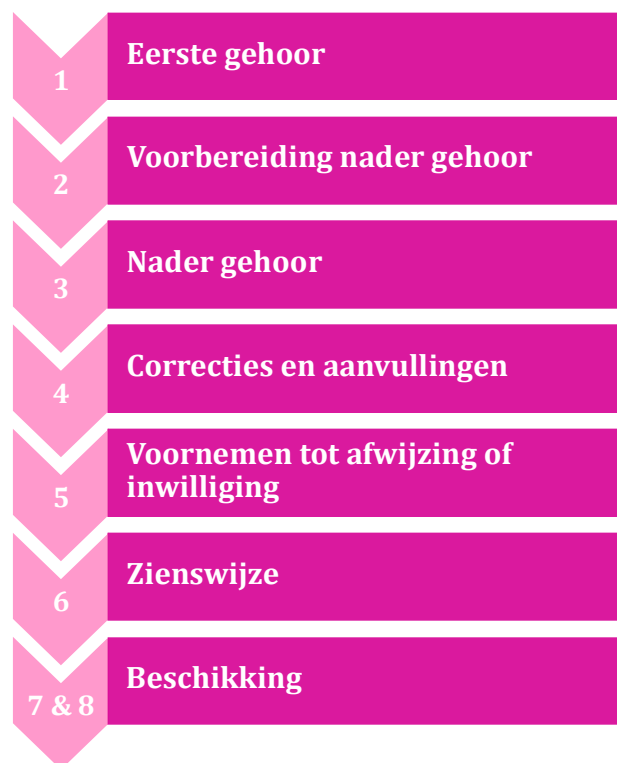 1
Eerste gehoor
2
Voorbereiding nader gehoor
3
Nader gehoor
4
Correcties en aanvullingen
5
Voornemen tot afwijzing of
inwilliging
6
Zienswijze
7 & 8
Beschikking